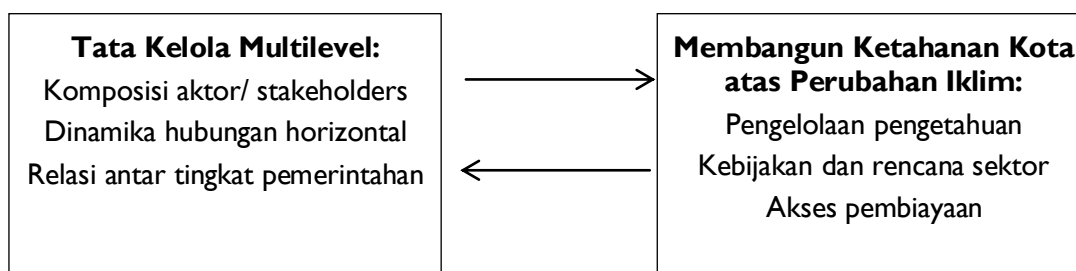 Tata Kelola Multilevel:
Komposisi aktor/ stakeholders
Dinamika hubungan horizontal
Relasi antar tingkat pemerintahan
Membangun Ketahanan Kota
atas Perubahan Iklim:
Pengelolaan pengetahuan
Kebijakan dan rencana sektor
Akses pembiayaan